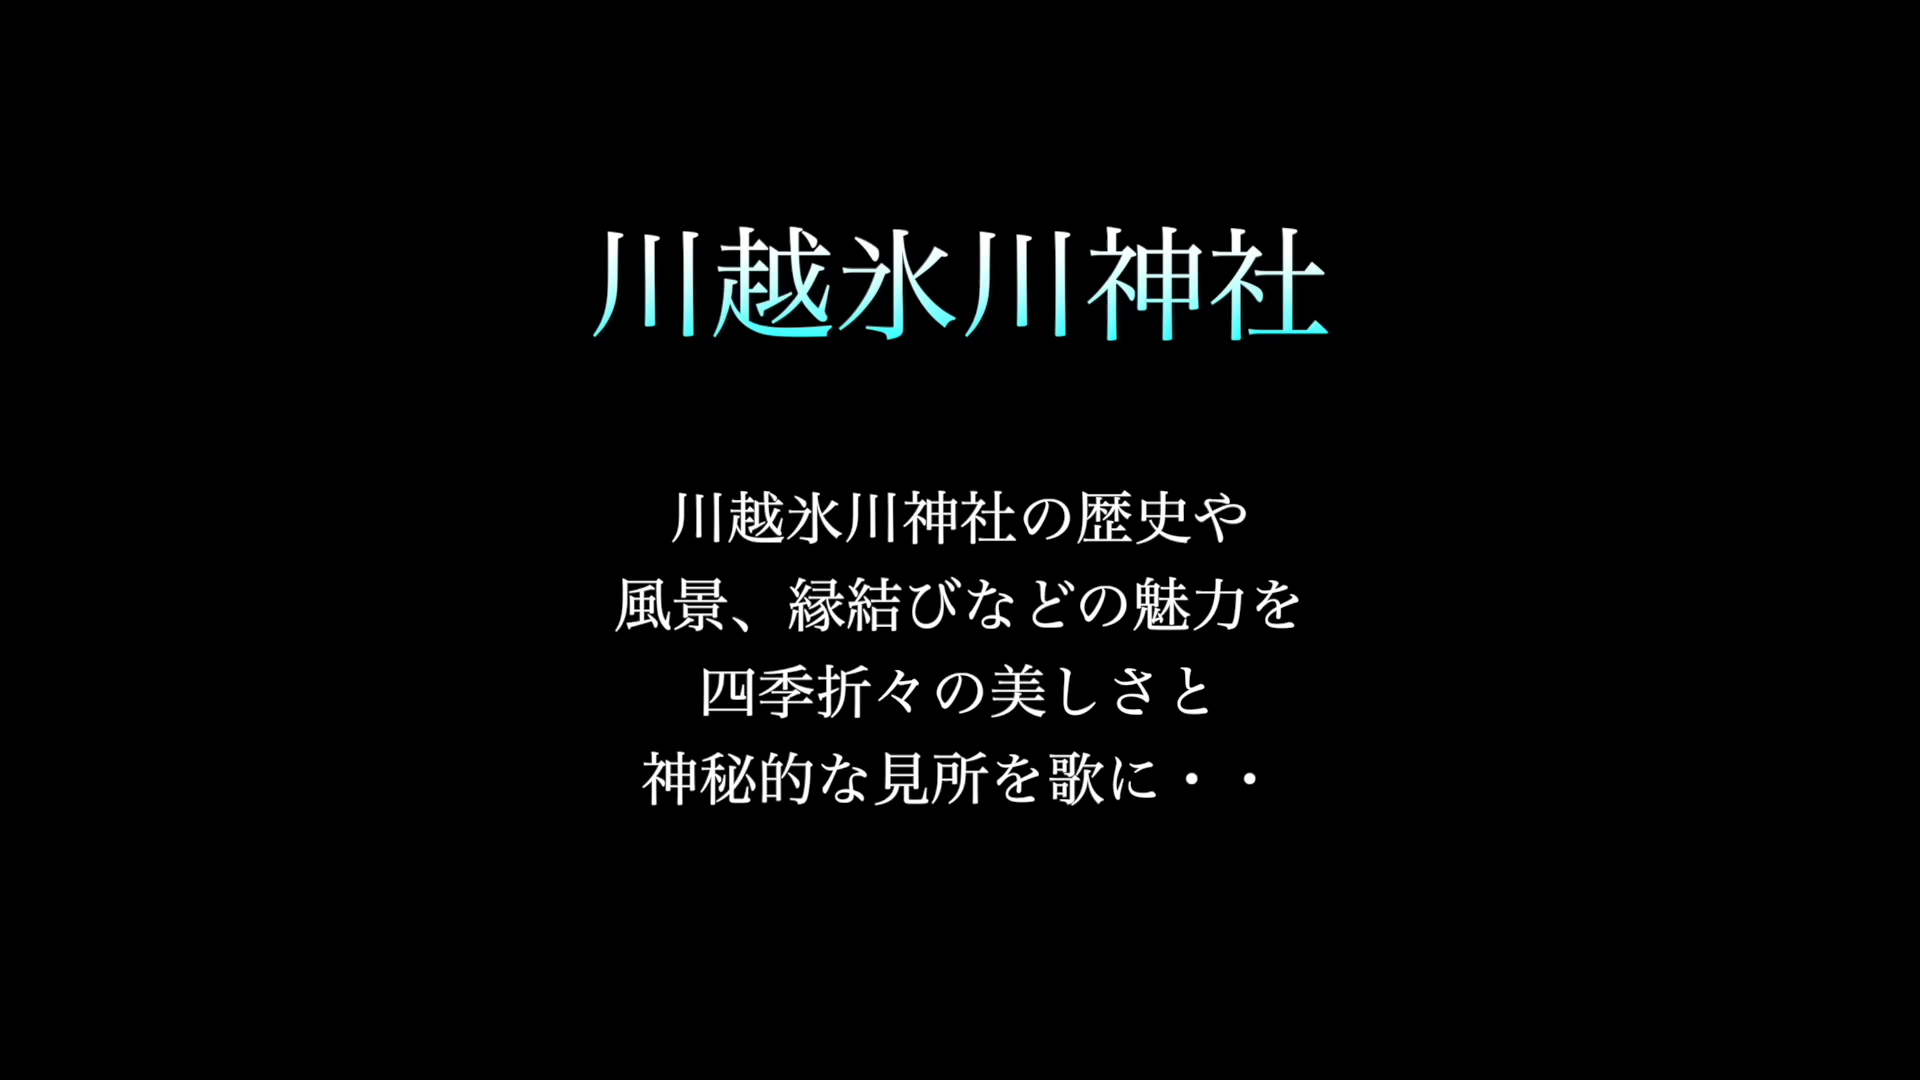 川越氷川神社
川越氷川神社の歴史や
風景、縁結びなどの魅力を
四季折々の美しさと
神秘的な見所を歌に・・